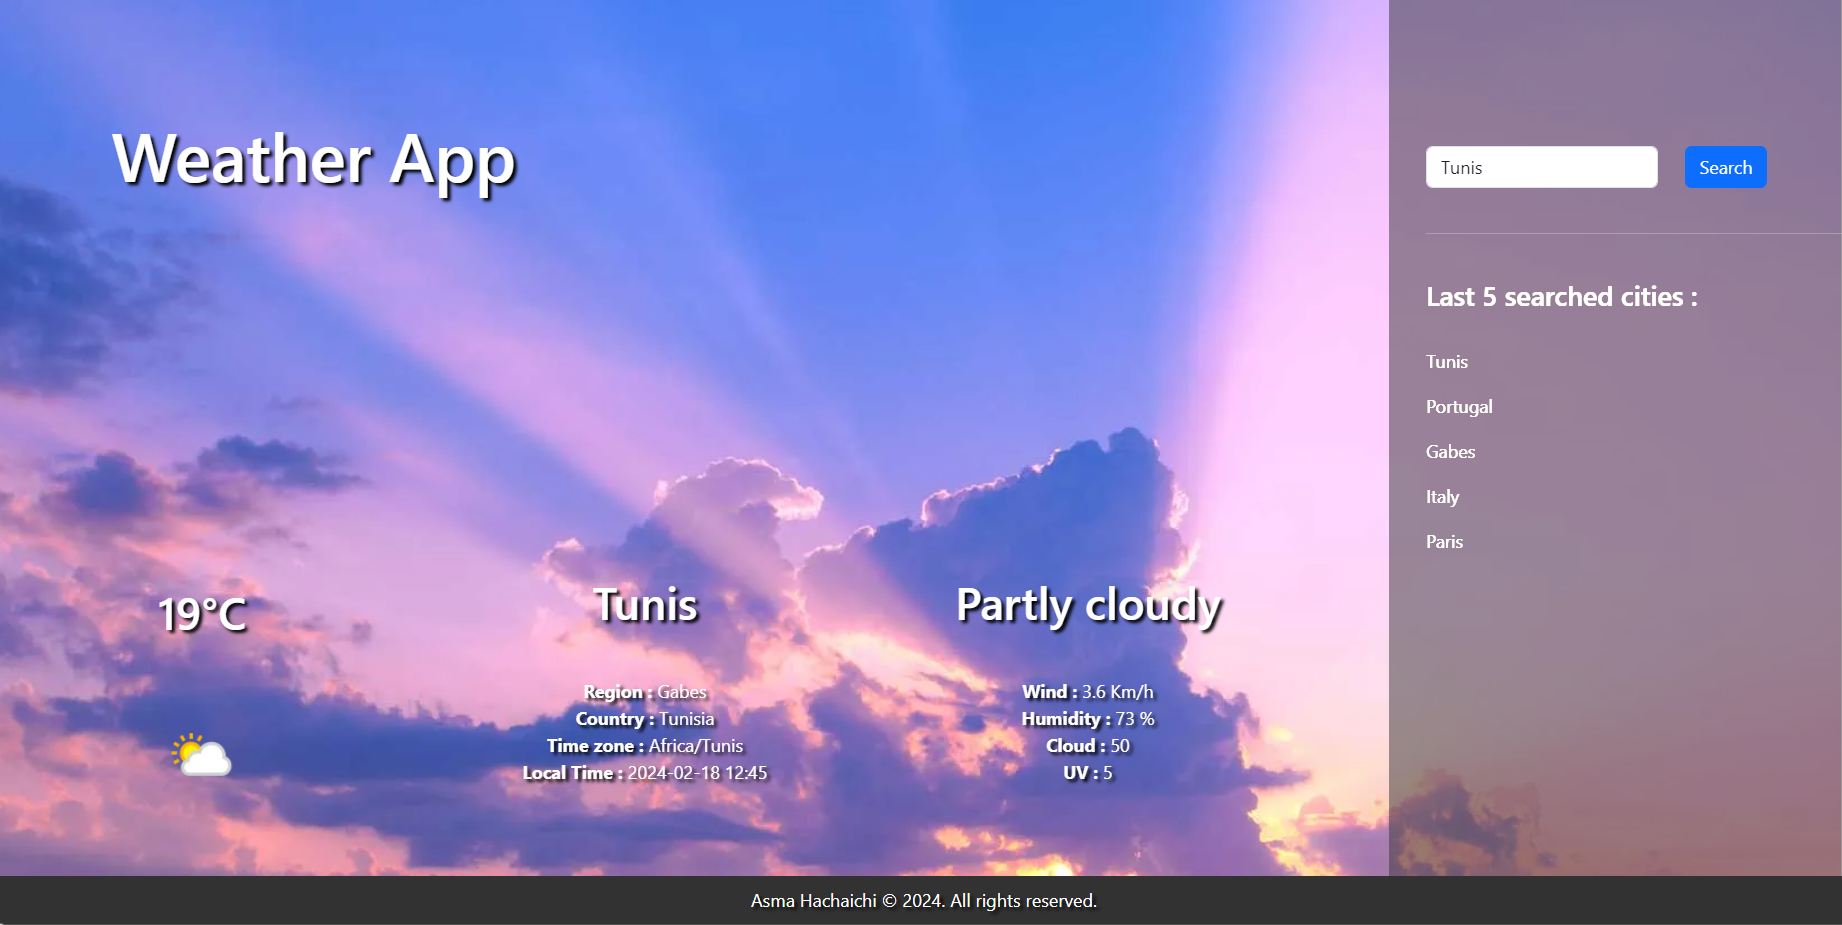 Weather App
Tunis
Search
Last 5 searched cities :
Tunis
Portugal
Gabes
Italy
Paris
19°C
Tunis
Region : Gabes
Country : Tunisia
Time zone : Africa/Tunis
Local Time : 2024-02-18 12:45
Partly cloudy
Wind : 3.6 Km/h
Humidity : 73 %
Cloud : 50
UV : 5
Asma Hachaichi © 2024. All rights reserved.